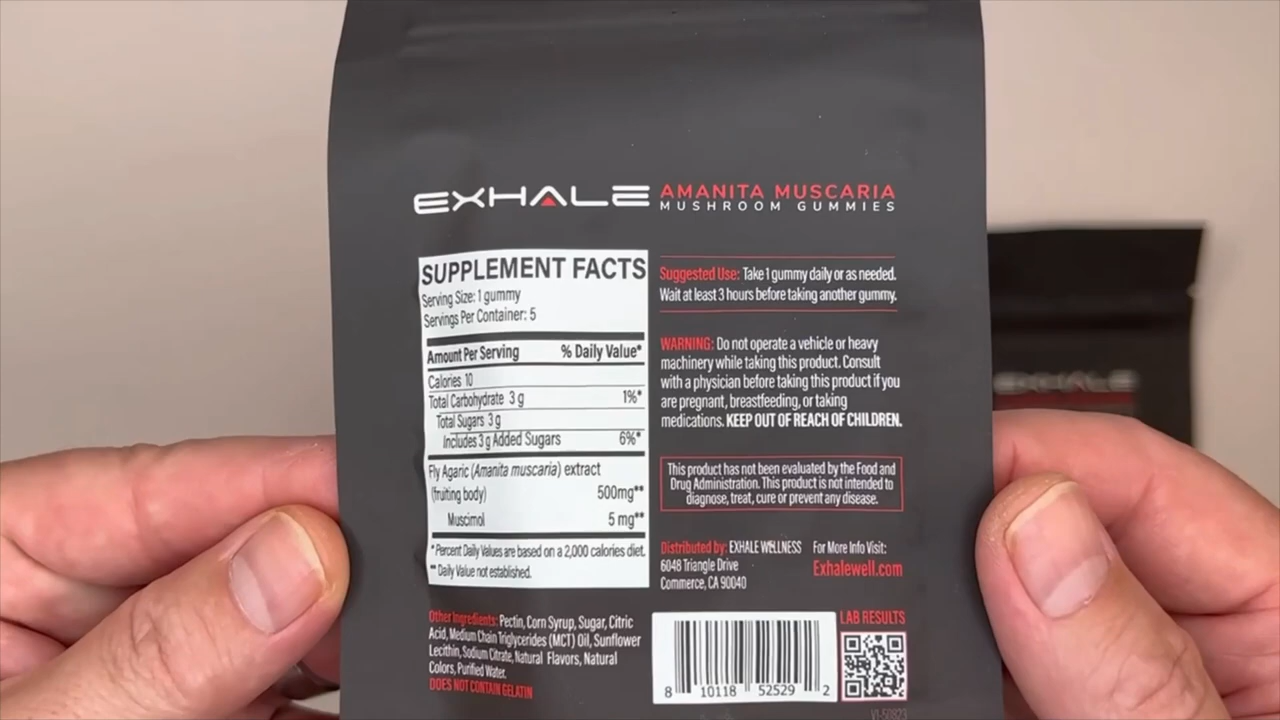 EXHALE AMANITA MUSCARIA
MUSHROOM GUMMIES
SUPPLEMENT FACTS
Serving Size: 1 gummy
Servings Per Container: 5
Amount Per Serving % Daily Value*
Calories 10
Total Carbohydrate 3 g 1%*
Total Sugars 3 g
Includes 3 g Added Sugars 6%*
Fly Agaric (Amanita muscaria) extract
(fruiting body) 500mg**
Muscimol 5 mg**
* Percent Daily Values are based on a 2,000 calories diet.
** Daily Value not established.
Other Ingredients: Pectin, Corn Syrup, Sugar, Citric
Acid, Medium Chain Triglycerides (MCT) Oil, Sunflower
Lecithin, Sodium Citrate, Natural Flavors, Natural
Colors, Purified Water.
DOES NOT CONTAIN GELATIN
Suggested Use: Take 1 gummy daily or as needed.
Wait at least 3 hours before taking another gummy.
WARNING: Do not operate a vehicle or heavy
machinery while taking this product. Consult
with a physician before taking this product if you
are pregnant, breastfeeding, or taking
medications. KEEP OUT OF REACH OF CHILDREN.
This product has not been evaluated by the Food and
Drug Administration. This product is not intended to
diagnose, treat, cure or prevent any disease.
Distributed by: EXHALE WELLNESS
6048 Triangle Drive
Commerce, CA 90040
For More Info Visit:
Exhalewell.com
LAB RESULTS
8 10118 52529 2
EXHALE